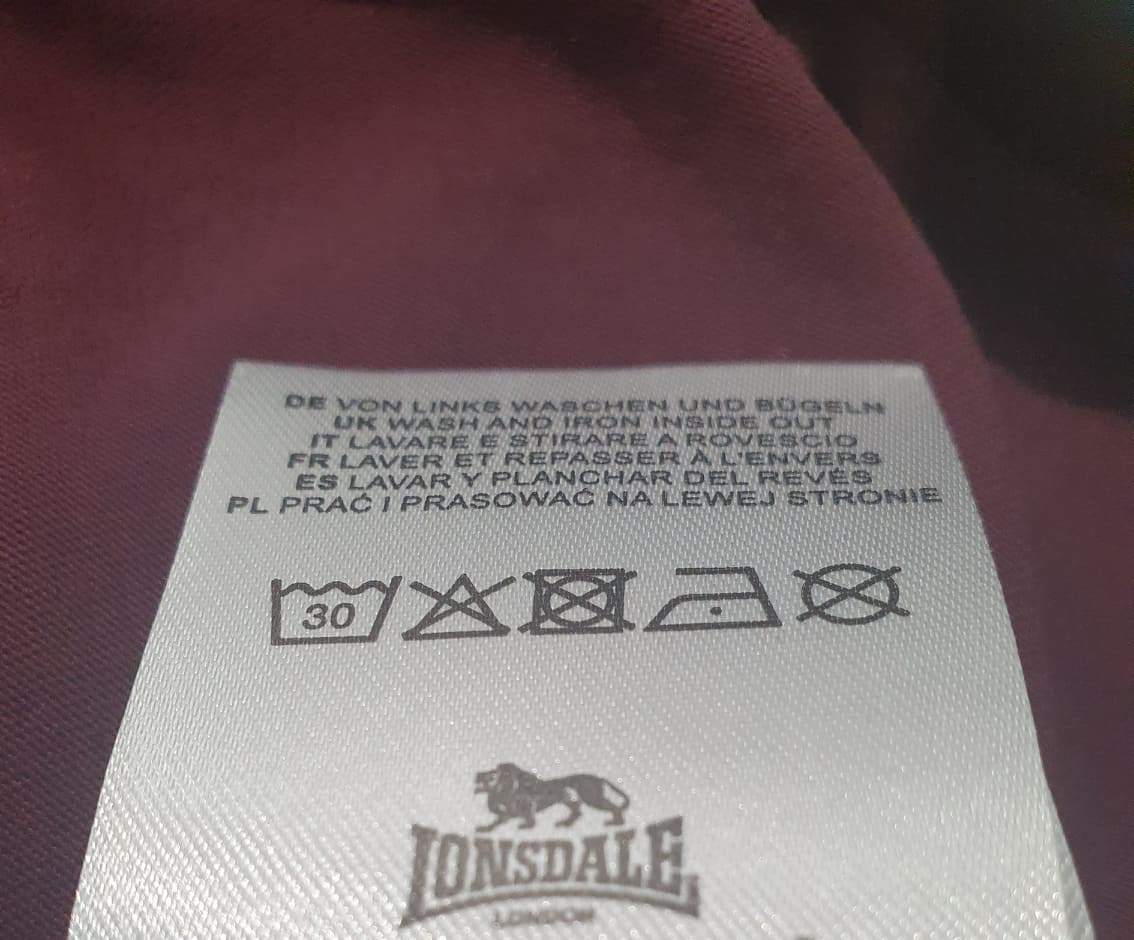 DE VON LINKS WASCHEN UND BÜGELN
UK WASH AND IRON INSIDE OUT
IT LAVARE E STIRARE A ROVESCIO
FR LAVER ET REPASSER À L'ENVERS
ES LAVAR Y PLANCHAR DEL REVÉS
PL PRAĆ I PRASOWAĆ NA LEWEJ STRONIE
30
LONSDALE
LONDON